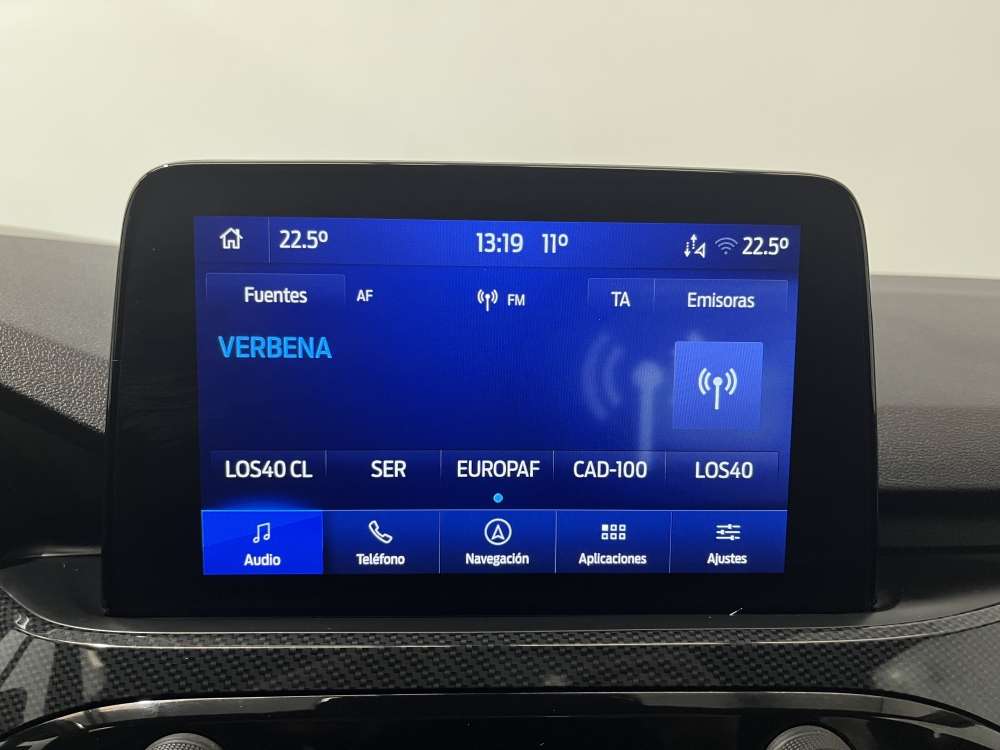 22.5º 13:19 11º 22.5º
Fuentes AF FM TA Emisoras
VERBENA
LOS40 CL SER EUROPAF CAD-100 LOS40
Audio Teléfono Navegación Aplicaciones Ajustes